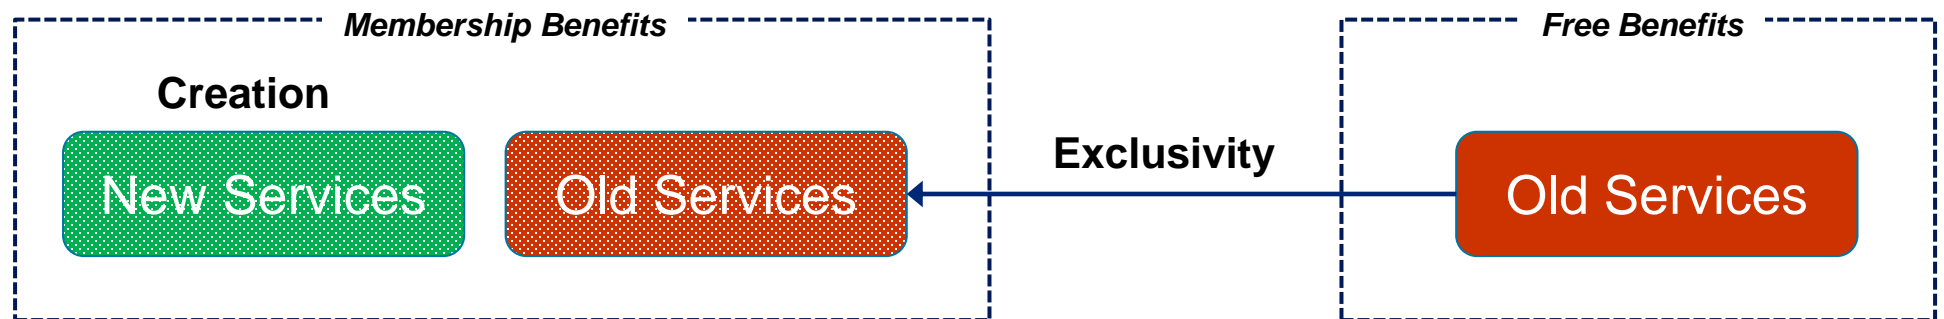 Membership Benefits
Free Benefits
Creation
Exclusivity
New Services
Old Services
Old Services